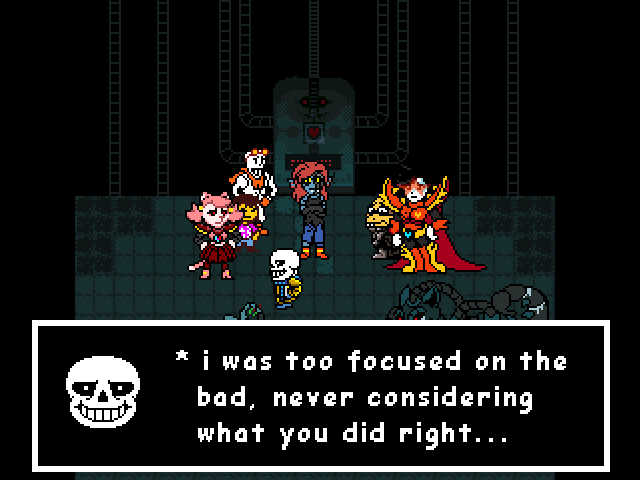 * i was too focused on the
bad, never considering
what you did right...